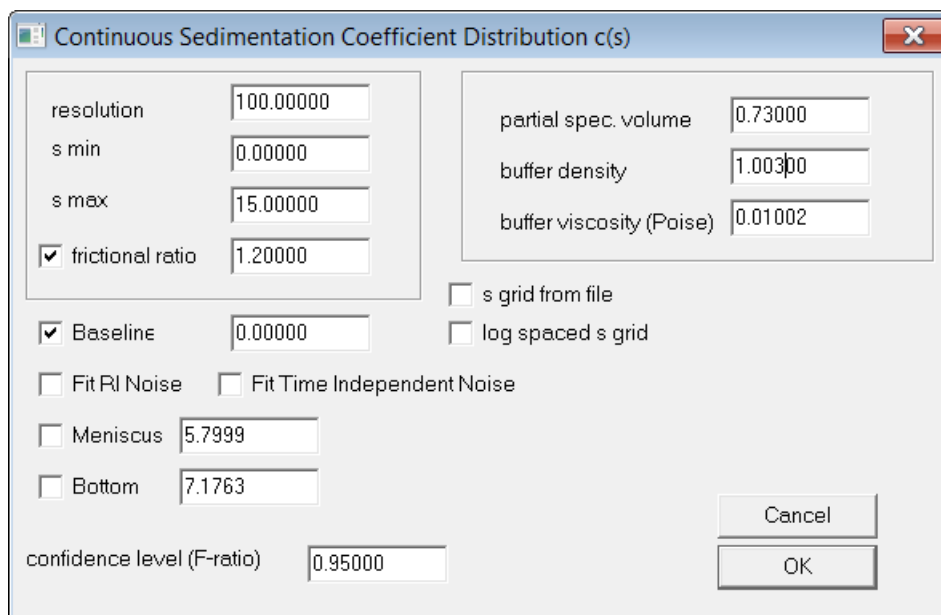 Continuous Sedimentation Coefficient Distribution c(s)
resolution 100.00000
s min 0.00000
s max 15.00000
frictional ratio 1.20000
partial spec. volume 0.73000
buffer density 1.00300
buffer viscosity (Poise) 0.01002
s grid from file
Baseline 0.00000
log spaced s grid
Fit RI Noise Fit Time Independent Noise
Meniscus 5.7999
Bottom 7.1763
confidence level (F-ratio) 0.95000
Cancel
OK